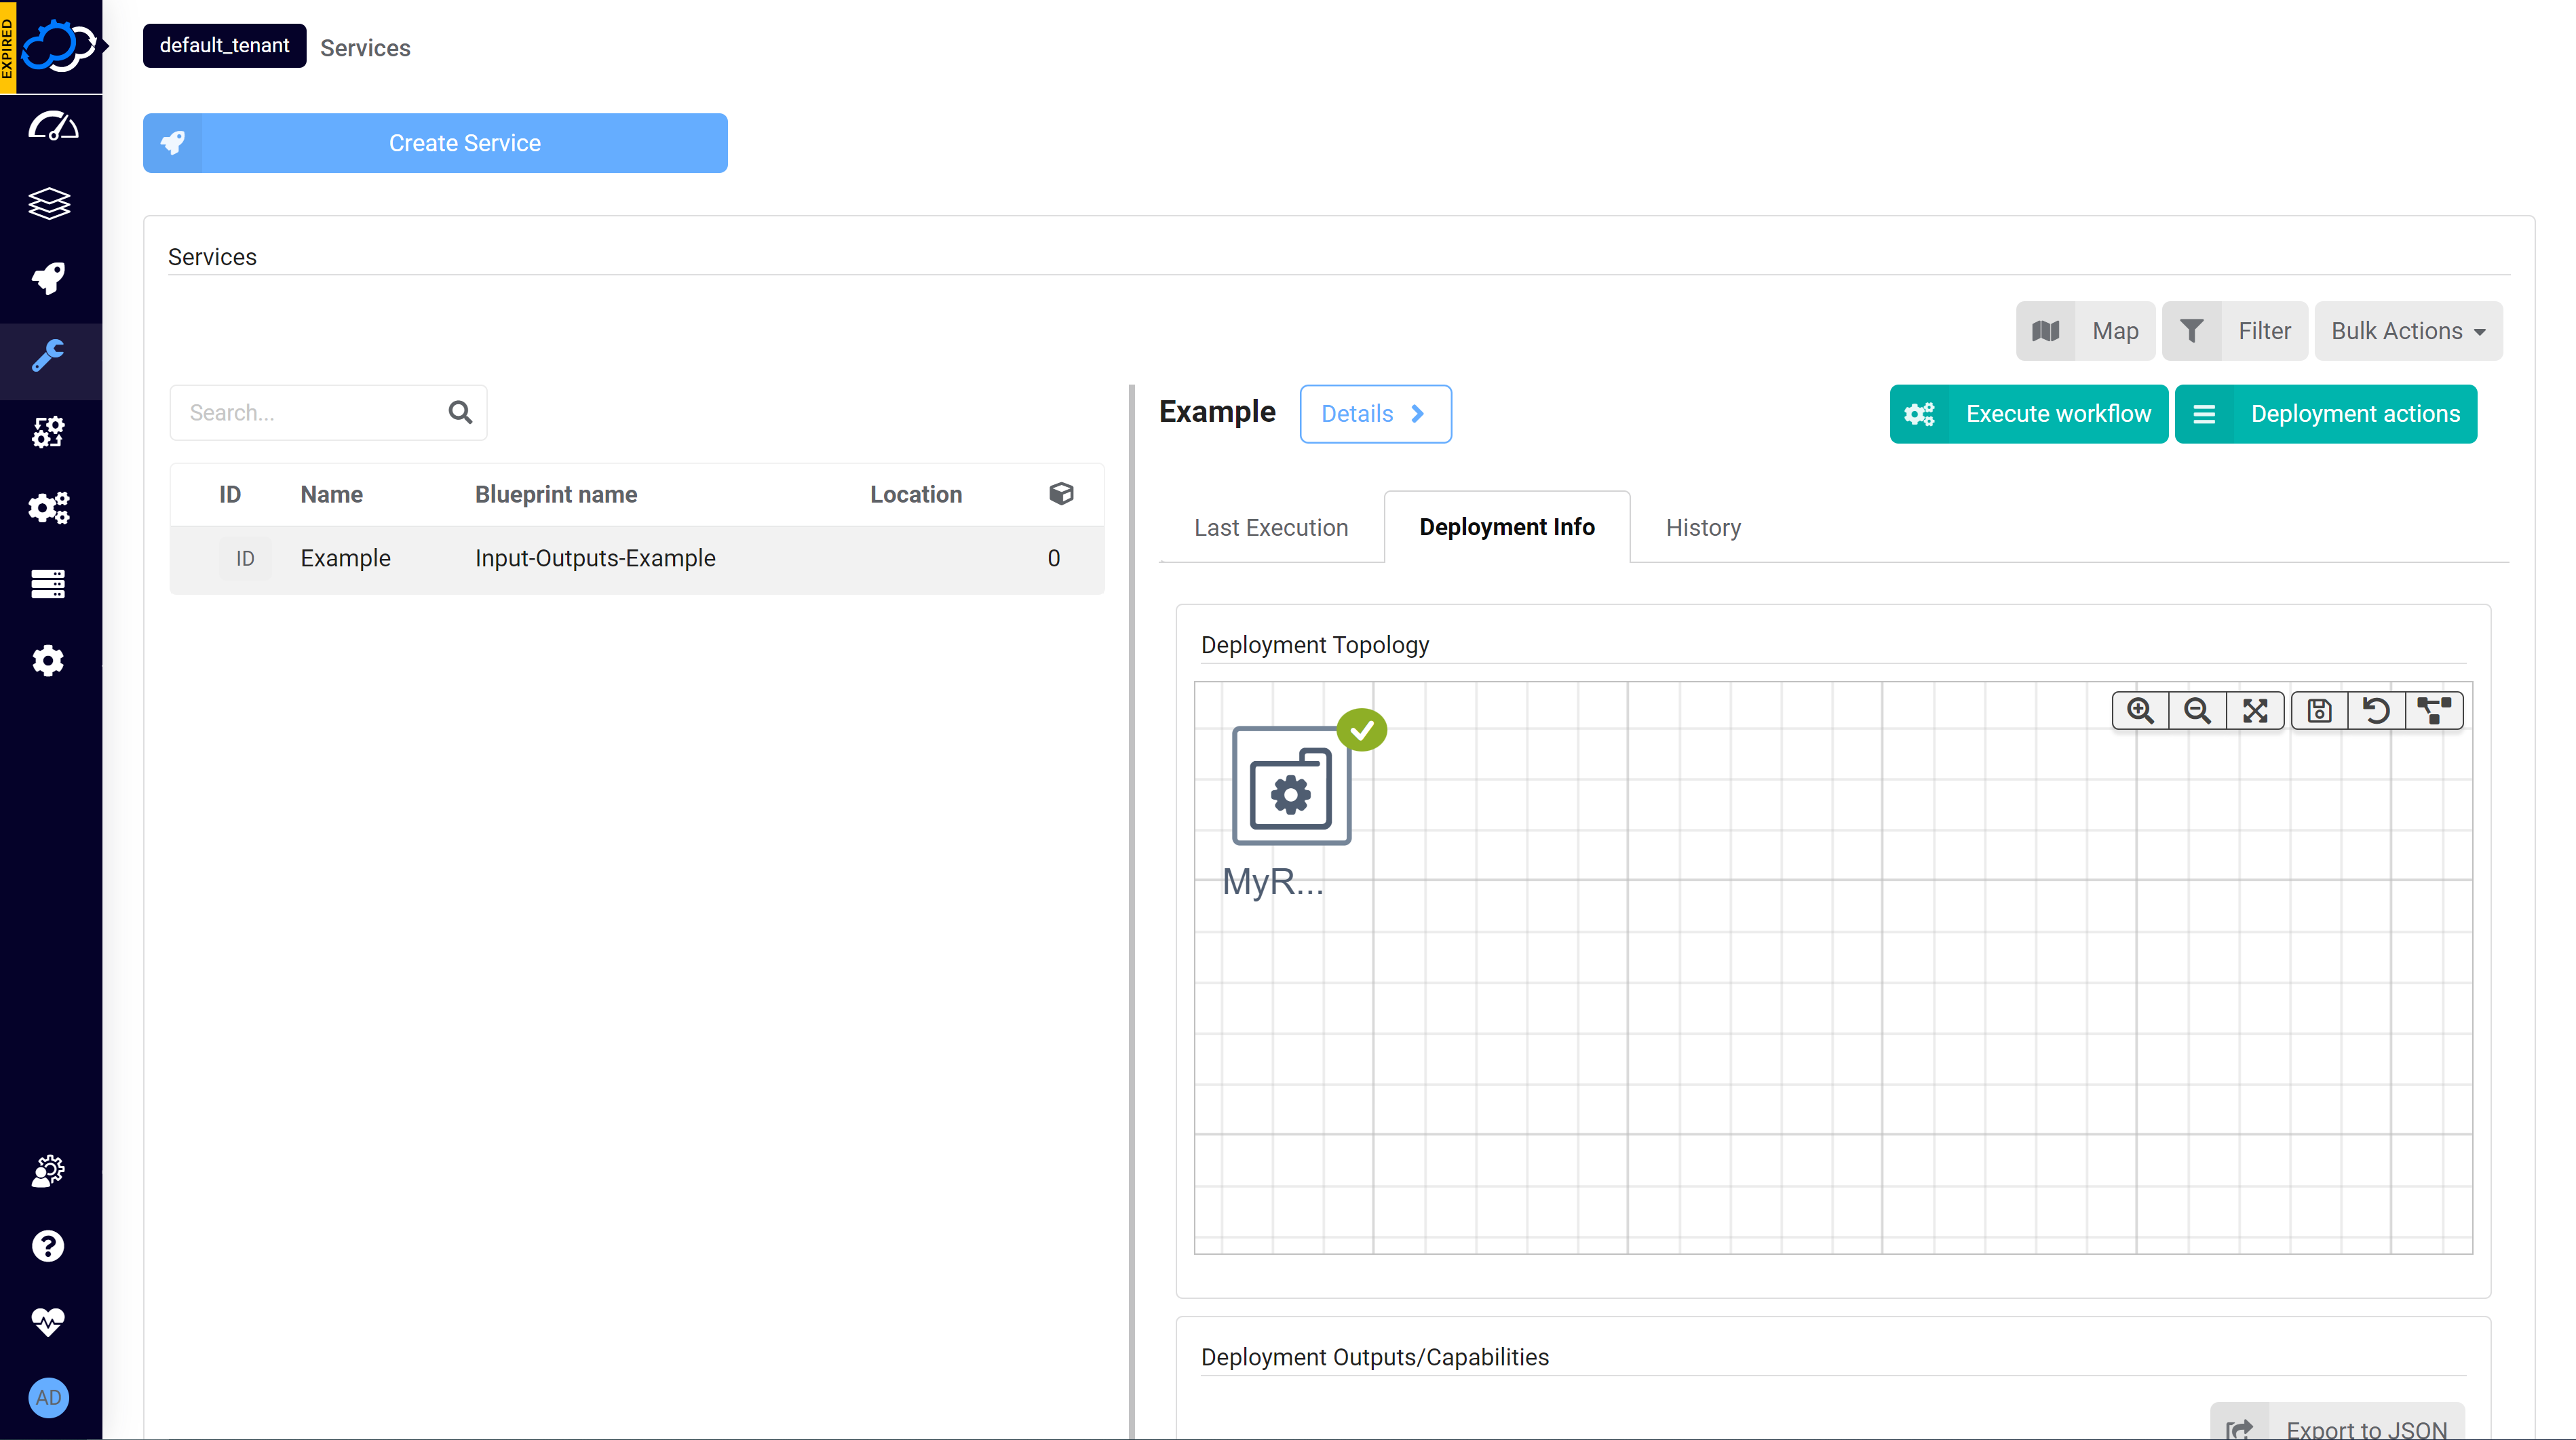 EXPIRED
default_tenant Services
Create Service
Services
Map Filter Bulk Actions
Search...
Example Details Execute workflow Deployment actions
ID Name Blueprint name Location
ID Example Input-Outputs-Example 0
Last Execution Deployment Info History
Deployment Topology
MyR...
Deployment Outputs/Capabilities
Export to JSON
AD